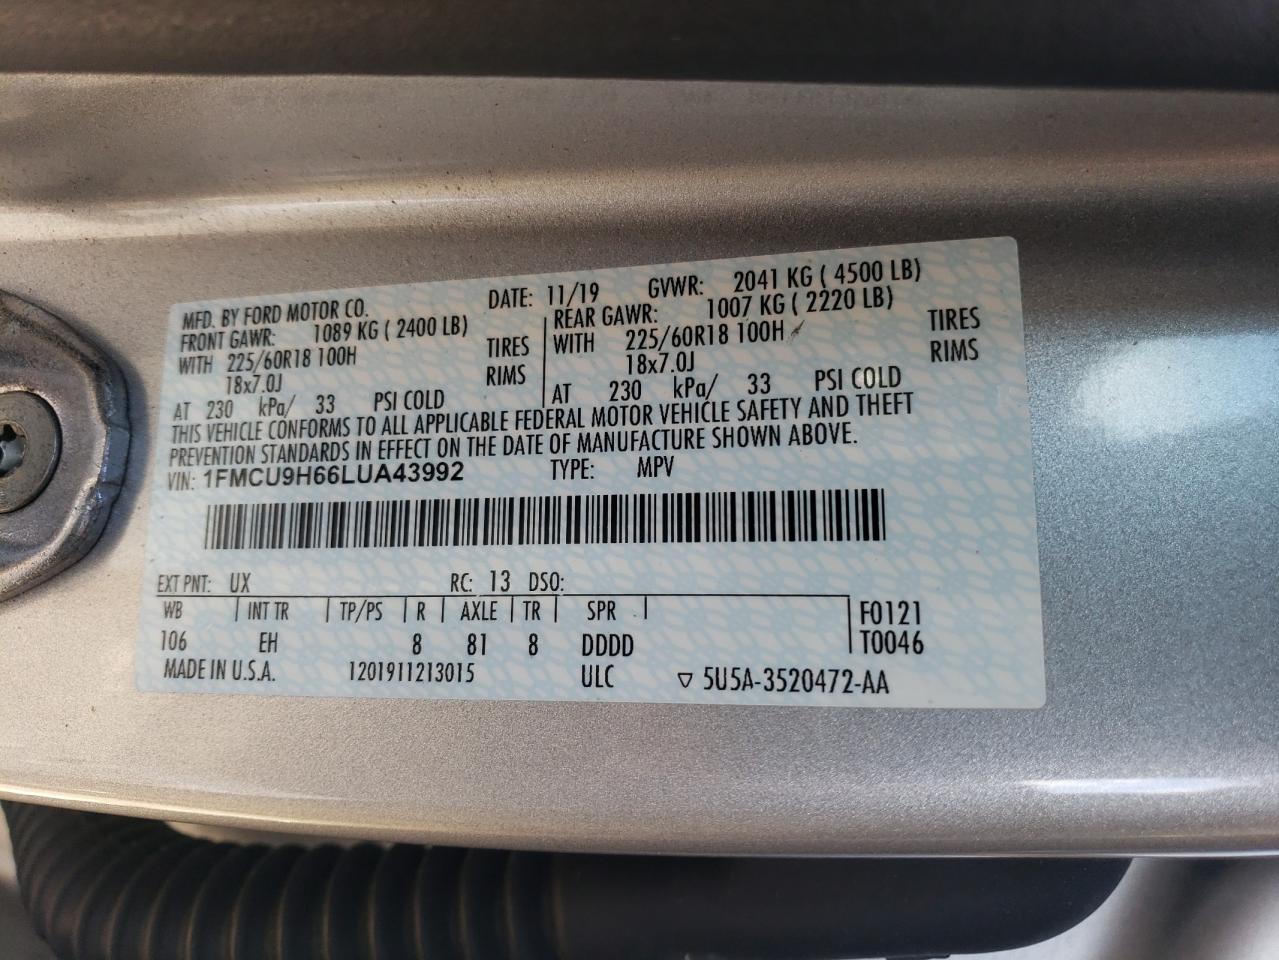 MFD. BY FORD MOTOR CO. DATE: 11/19 GVWR: 2041 KG ( 4500 LB)
FRONT GAWR: 1089 KG ( 2400 LB) REAR GAWR: 1007 KG ( 2220 LB)
WITH 225/60R18 100H TIRES WITH 225/60R18 100H TIRES
18x7.0J RIMS 18x7.0J RIMS
AT 230 kPa/ 33 PSI COLD AT 230 kPa/ 33 PSI COLD
THIS VEHICLE CONFORMS TO ALL APPLICABLE FEDERAL MOTOR VEHICLE SAFETY AND THEFT
PREVENTION STANDARDS IN EFFECT ON THE DATE OF MANUFACTURE SHOWN ABOVE.
VIN: 1FMCU9H66LUA43992 TYPE: MPV
EXT PNT: UX RC: 13 DSO:
WB INT TR TP/PS R AXLE TR SPR F0121
106 EH 8 81 8 DDDD T0046
MADE IN U.S.A. 1201911213015 ULC ▽ 5U5A-3520472-AA